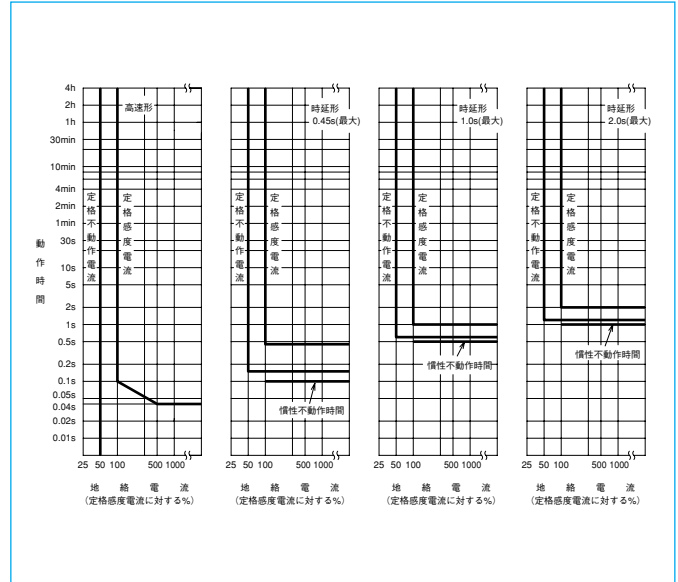 高速形
時延形
0.45s(最大)
時延形
1.0s(最大)
時延形
2.0s(最大)
4h
2h
1h
30min
10min
4min
2min
1min
30s
10s
5s
2s
1s
0.5s
0.2s
0.1s
0.05s
0.04s
0.02s
0.01s
動作時間
定格不動作電流
定格感度電流
定格不動作電流
定格感度電流
慣性不動作時間
定格不動作電流
定格感度電流
慣性不動作時間
定格不動作電流
定格感度電流
慣性不動作時間
25 50 100 500 1000
25 50 100 500 1000
25 50 100 500 1000
25 50 100 500 1000
地絡電流
(定格感度電流に対する%)
地絡電流
(定格感度電流に対する%)
地絡電流
(定格感度電流に対する%)
地絡電流
(定格感度電流に対する%)